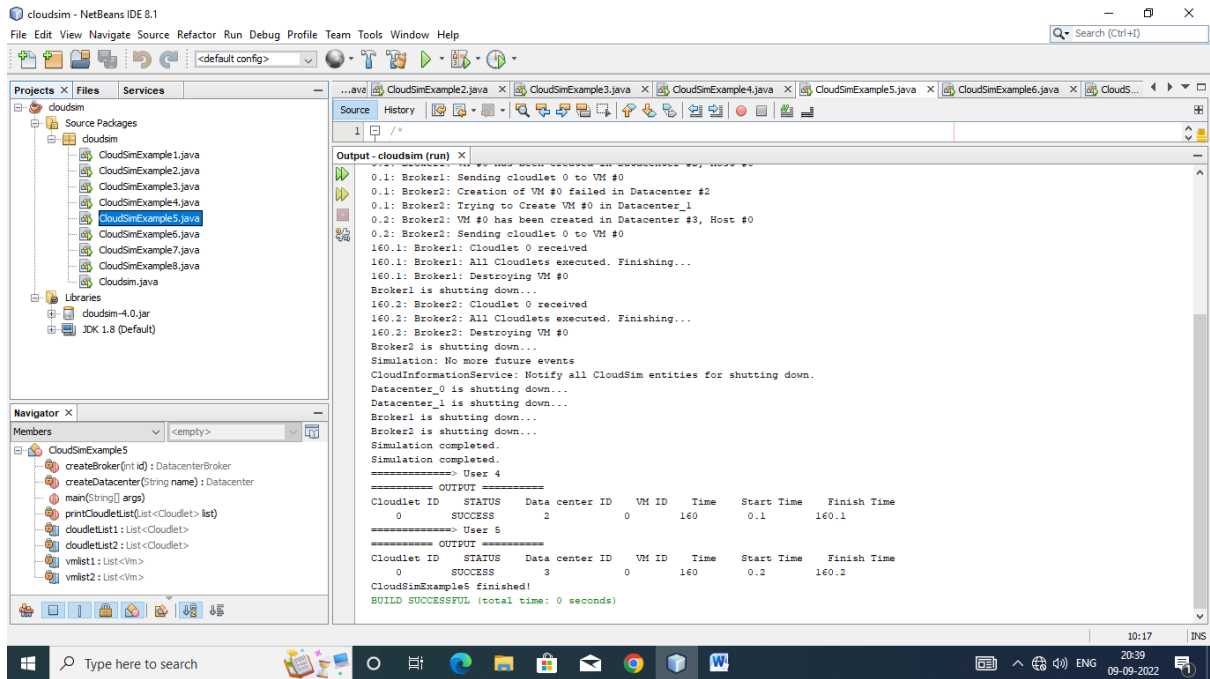 cloudsim - NetBeans IDE 8.1
File Edit View Navigate Source Refactor Run Debug Profile Team Tools Window Help
Search (Ctrl+I)
<default config>
Projects Files Services
...ava CloudSimExample2.java CloudSimExample3.java CloudSimExample4.java CloudSimExample5.java CloudSimExample6.java CloudS...
cloudsim
Source Packages
cloudsim
CloudSimExample1.java
CloudSimExample2.java
CloudSimExample3.java
CloudSimExample4.java
CloudSimExample5.java
CloudSimExample6.java
CloudSimExample7.java
CloudSimExample8.java
Cloudsim.java
Libraries
cloudsim-4.0.jar
JDK 1.8 (Default)
Source History
1 /*
Navigator
Members <empty>
CloudSimExample5
createBroker(int id) : DatacenterBroker
createDatacenter(String name) : Datacenter
main(String[] args)
printCloudletList(List<Cloudlet> list)
cloudletList1 : List<Cloudlet>
cloudletList2 : List<Cloudlet>
vmlist1 : List<Vm>
vmlist2 : List<Vm>
Output - cloudsim (run)
0.1: Broker1: VM #0 has been created in Datacenter #2, Host #0
0.1: Broker1: Sending cloudlet 0 to VM #0
0.1: Broker2: Creation of VM #0 failed in Datacenter #2
0.1: Broker2: Trying to Create VM #0 in Datacenter_1
0.2: Broker2: VM #0 has been created in Datacenter #3, Host #0
0.2: Broker2: Sending cloudlet 0 to VM #0
160.1: Broker1: Cloudlet 0 received
160.1: Broker1: All Cloudlets executed. Finishing...
160.1: Broker1: Destroying VM #0
Broker1 is shutting down...
160.2: Broker2: Cloudlet 0 received
160.2: Broker2: All Cloudlets executed. Finishing...
160.2: Broker2: Destroying VM #0
Broker2 is shutting down...
Simulation: No more future events
CloudInformationService: Notify all CloudSim entities for shutting down.
Datacenter_0 is shutting down...
Datacenter_1 is shutting down...
Broker1 is shutting down...
Broker2 is shutting down...
Simulation completed.
Simulation completed.
=============> User 4
========== OUTPUT ==========
Cloudlet ID STATUS Data center ID VM ID Time Start Time Finish Time
0 SUCCESS 2 0 160 0.1 160.1
=============> User 5
========== OUTPUT ==========
Cloudlet ID STATUS Data center ID VM ID Time Start Time Finish Time
0 SUCCESS 3 0 160 0.2 160.2
CloudSimExample5 finished!
BUILD SUCCESSFUL (total time: 0 seconds)
10:17 INS
Type here to search
ENG
20:39
09-09-2022